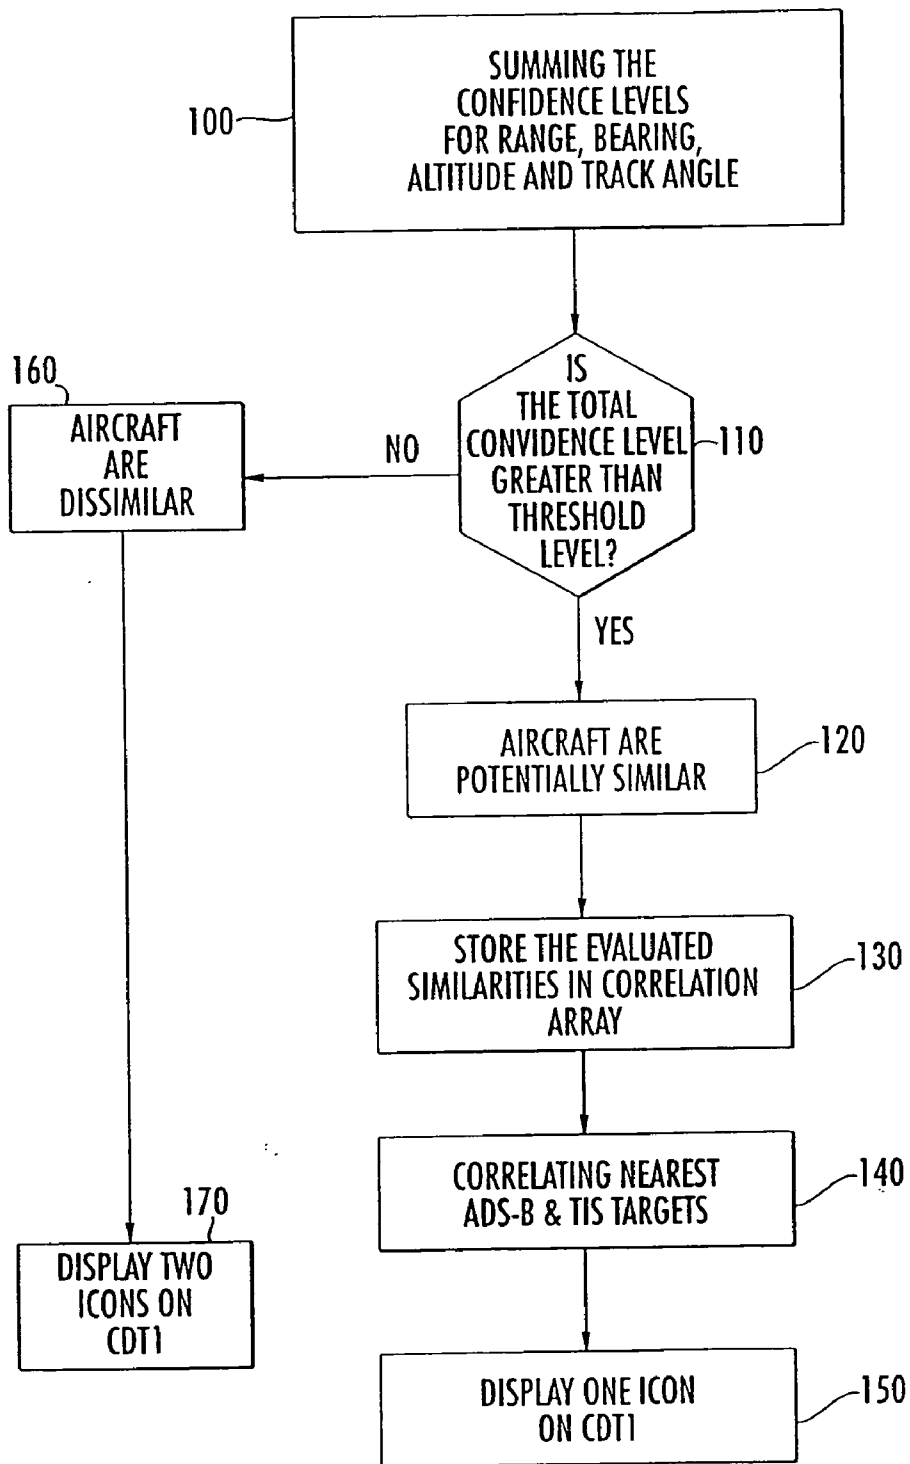 100
SUMMING THE
CONFIDENCE LEVELS
FOR RANGE, BEARING,
ALTITUDE AND TRACK ANGLE
IS
THE TOTAL
CONVIDENCE LEVEL
GREATER THAN
THRESHOLD
LEVEL?
110
NO
160
AIRCRAFT
ARE
DISSIMILAR
YES
AIRCRAFT ARE
POTENTIALLY SIMILAR
120
STORE THE EVALUATED
SIMILARITIES IN CORRELATION
ARRAY
130
CORRELATING NEAREST
ADS-B & TIS TARGETS
140
170
DISPLAY TWO
ICONS ON
CDT1
DISPLAY ONE ICON
ON CDT1
150